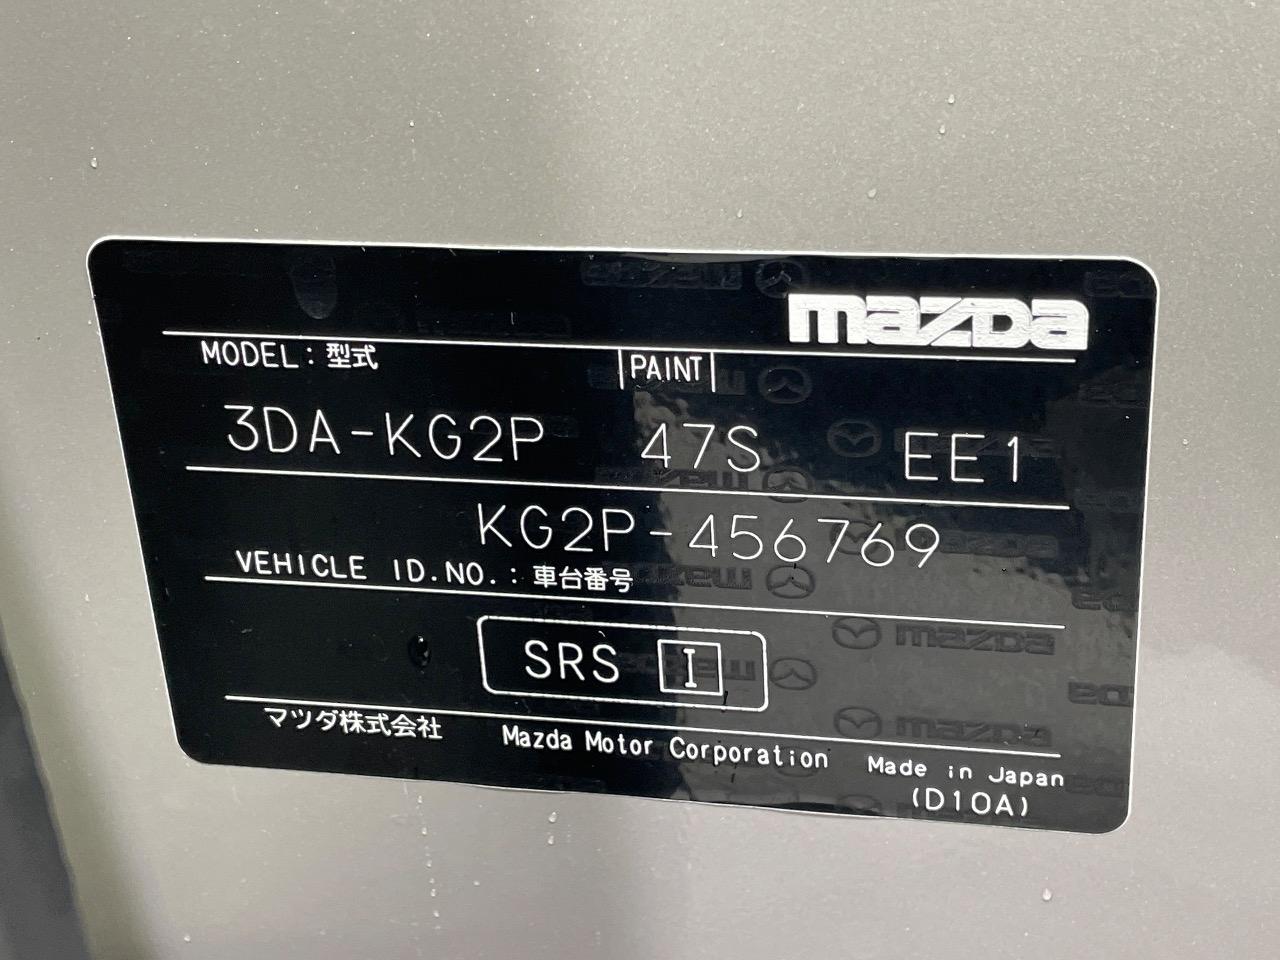 mazda
MODEL : 型式 PAINT
3DA-KG2P 47S EE1
KG2P-456769
VEHICLE ID.NO. : 車台番号
SRS I
マツダ株式会社 Mazda Motor Corporation Made in Japan
(D10A)